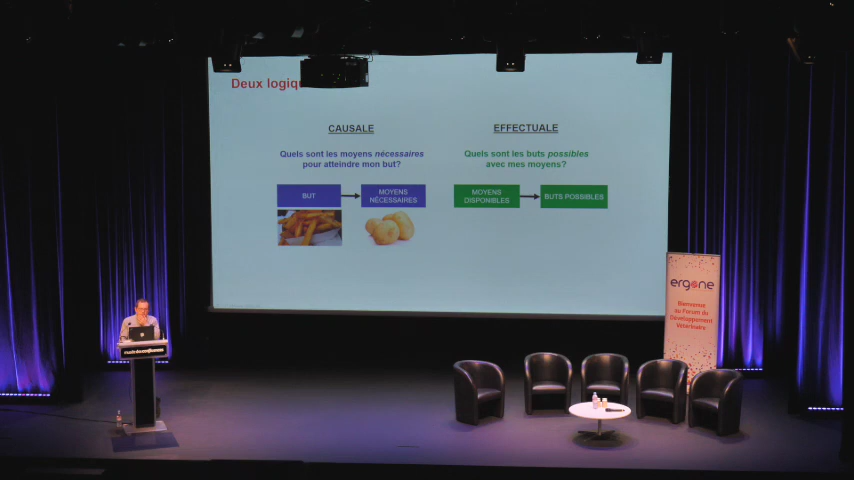 Deux logiqu
CAUSALE
EFFECTUALE
Quels sont les moyens nécessaires
pour atteindre mon but?
Quels sont les buts possibles
avec mes moyens?
BUT
MOYENS
NÉCESSAIRES
MOYENS
DISPONIBLES
BUTS POSSIBLES
ergone
Bienvenue
au Forum du
Développement
Vétérinaire